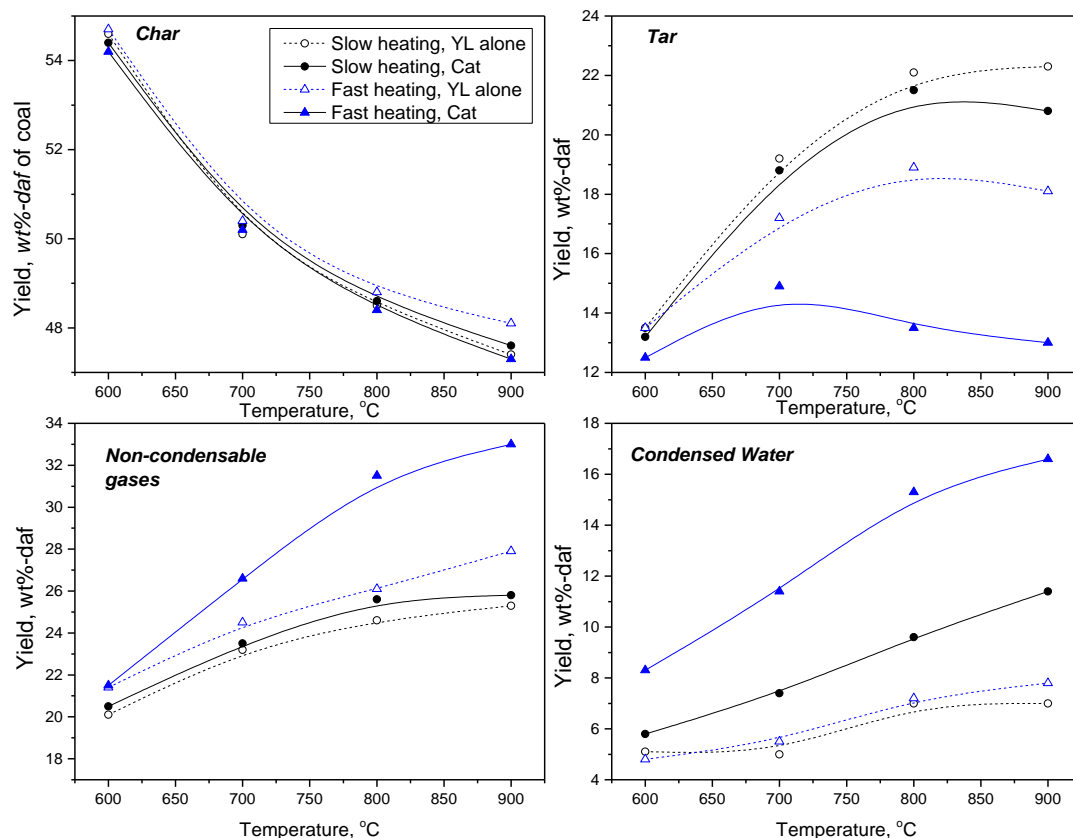 Char
Slow heating, YL alone
Slow heating, Cat
Fast heating, YL alone
Fast heating, Cat
Yield, wt%-daf of coal
54
52
50
48
600 650 700 750 800 850 900
Temperature, °C
Tar
Yield, wt%-daf
22
20
18
16
14
12
600 650 700 750 800 850 900
Temperature, °C
Non-condensable
gases
Yield, wt%-daf
34
32
30
28
26
24
22
20
18
600 650 700 750 800 850 900
Temperature, °C
Condensed Water
Yield, wt%-daf
18
16
14
12
10
8
6
4
600 650 700 750 800 850 900
Temperature, °C